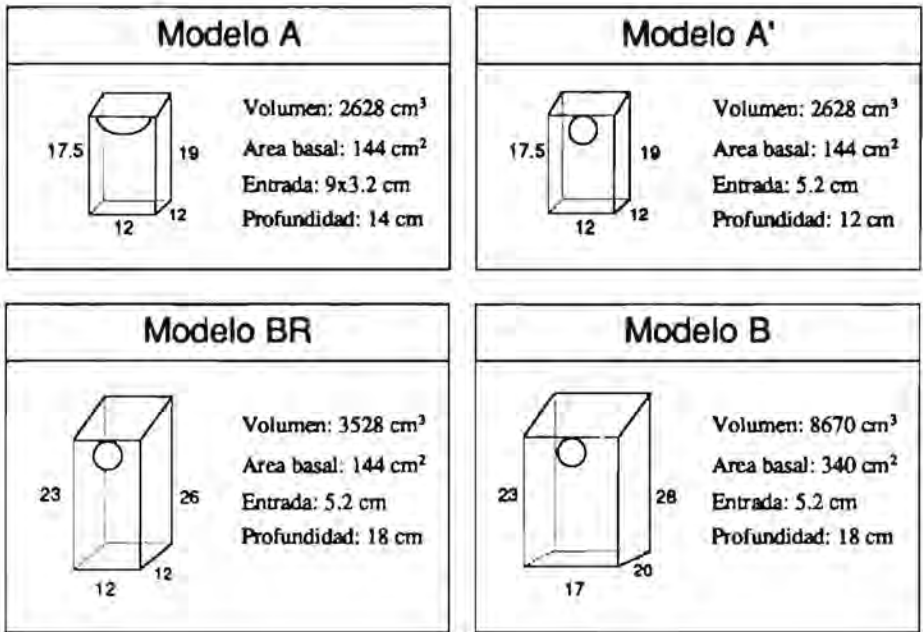 Modelo A
17.5
19
12
12
Volumen: 2628 cm³
Area basal: 144 cm²
Entrada: 9x3.2 cm
Profundidad: 14 cm
Modelo A'
17.5
19
12
12
Volumen: 2628 cm³
Area basal: 144 cm²
Entrada: 5.2 cm
Profundidad: 12 cm
Modelo BR
23
26
12
12
Volumen: 3528 cm³
Area basal: 144 cm²
Entrada: 5.2 cm
Profundidad: 18 cm
Modelo B
23
28
20
17
Volumen: 8670 cm³
Area basal: 340 cm²
Entrada: 5.2 cm
Profundidad: 18 cm